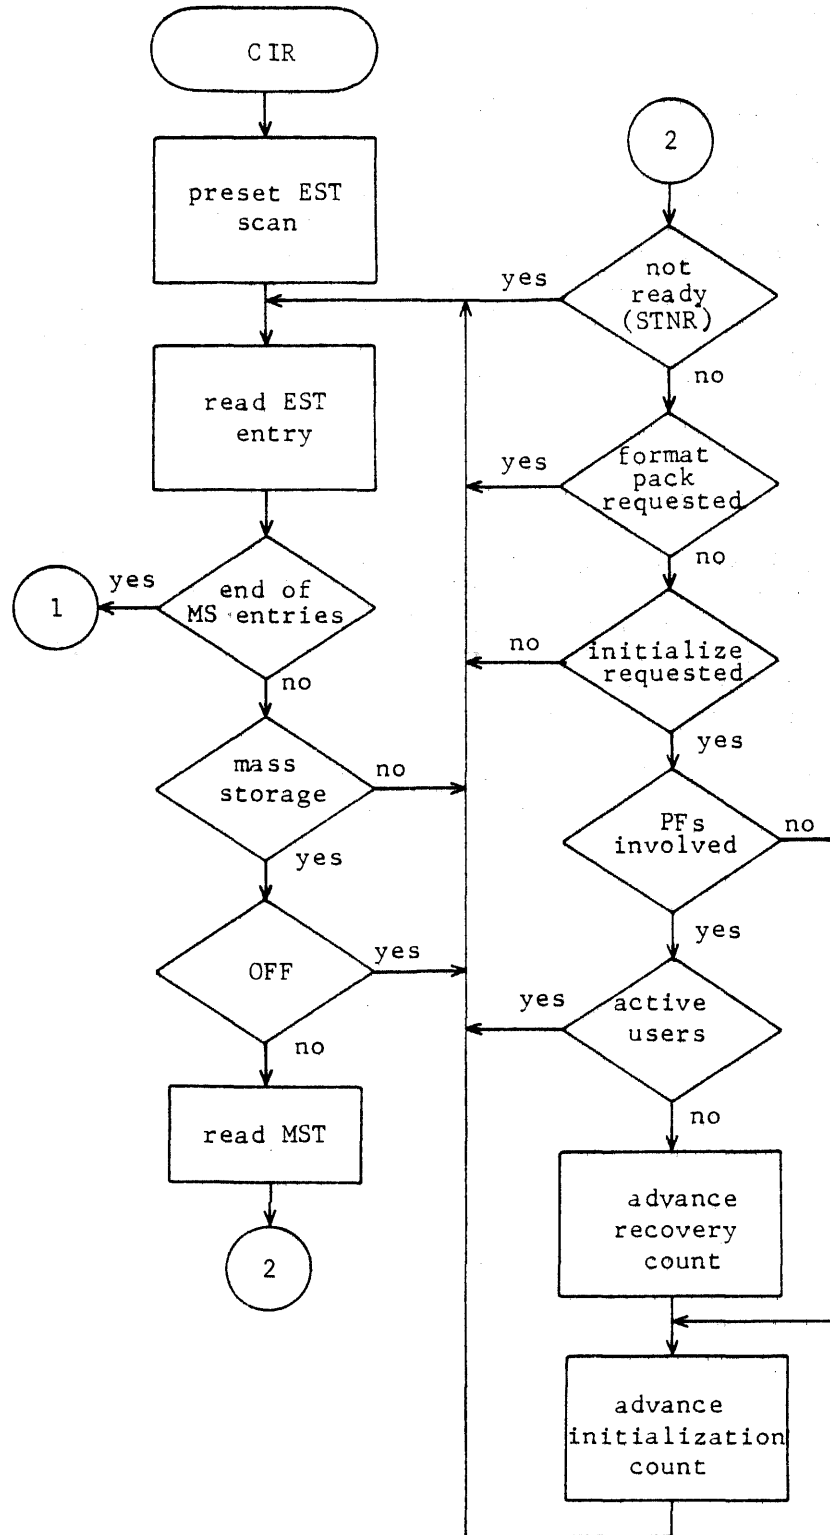 CIR
preset EST
scan
read EST
entry
yes
1
end of
MS entries
no
mass
storage
no
yes
OFF
yes
no
read MST
2
2
yes
not
ready
(STNR)
no
yes
format
pack
requested
no
no
initialize
requested
yes
PFs
involved
no
yes
yes
active
users
no
advance
recovery
count
advance
initialization
count